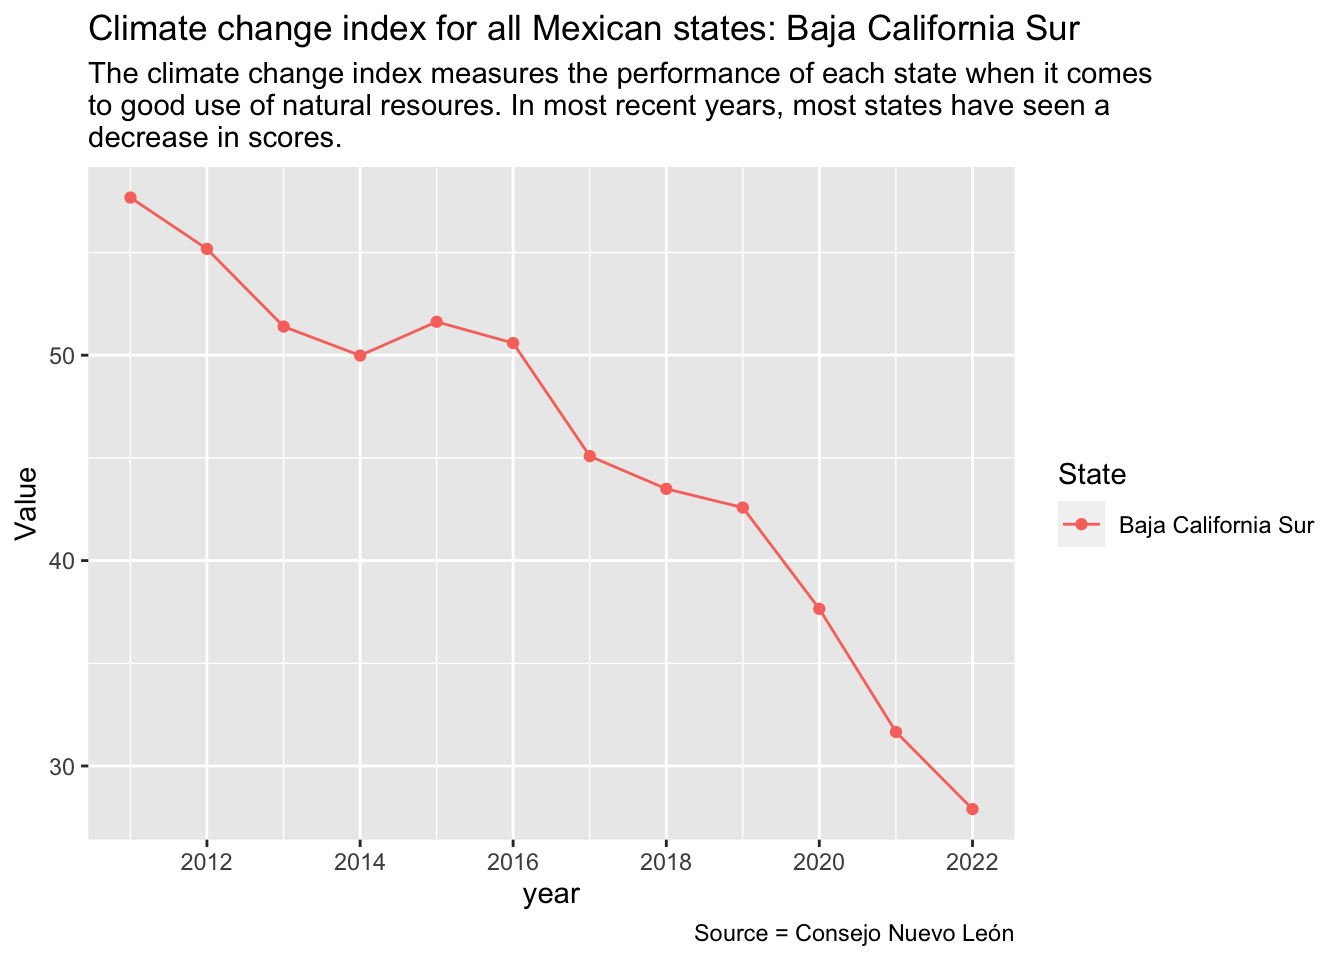 Climate change index for all Mexican states: Baja California Sur
The climate change index measures the performance of each state when it comes
to good use of natural resoures. In most recent years, most states have seen a
decrease in scores.
50
40
30
Value
2012 2014 2016 2018 2020 2022
year
State
Baja California Sur
Source = Consejo Nuevo León